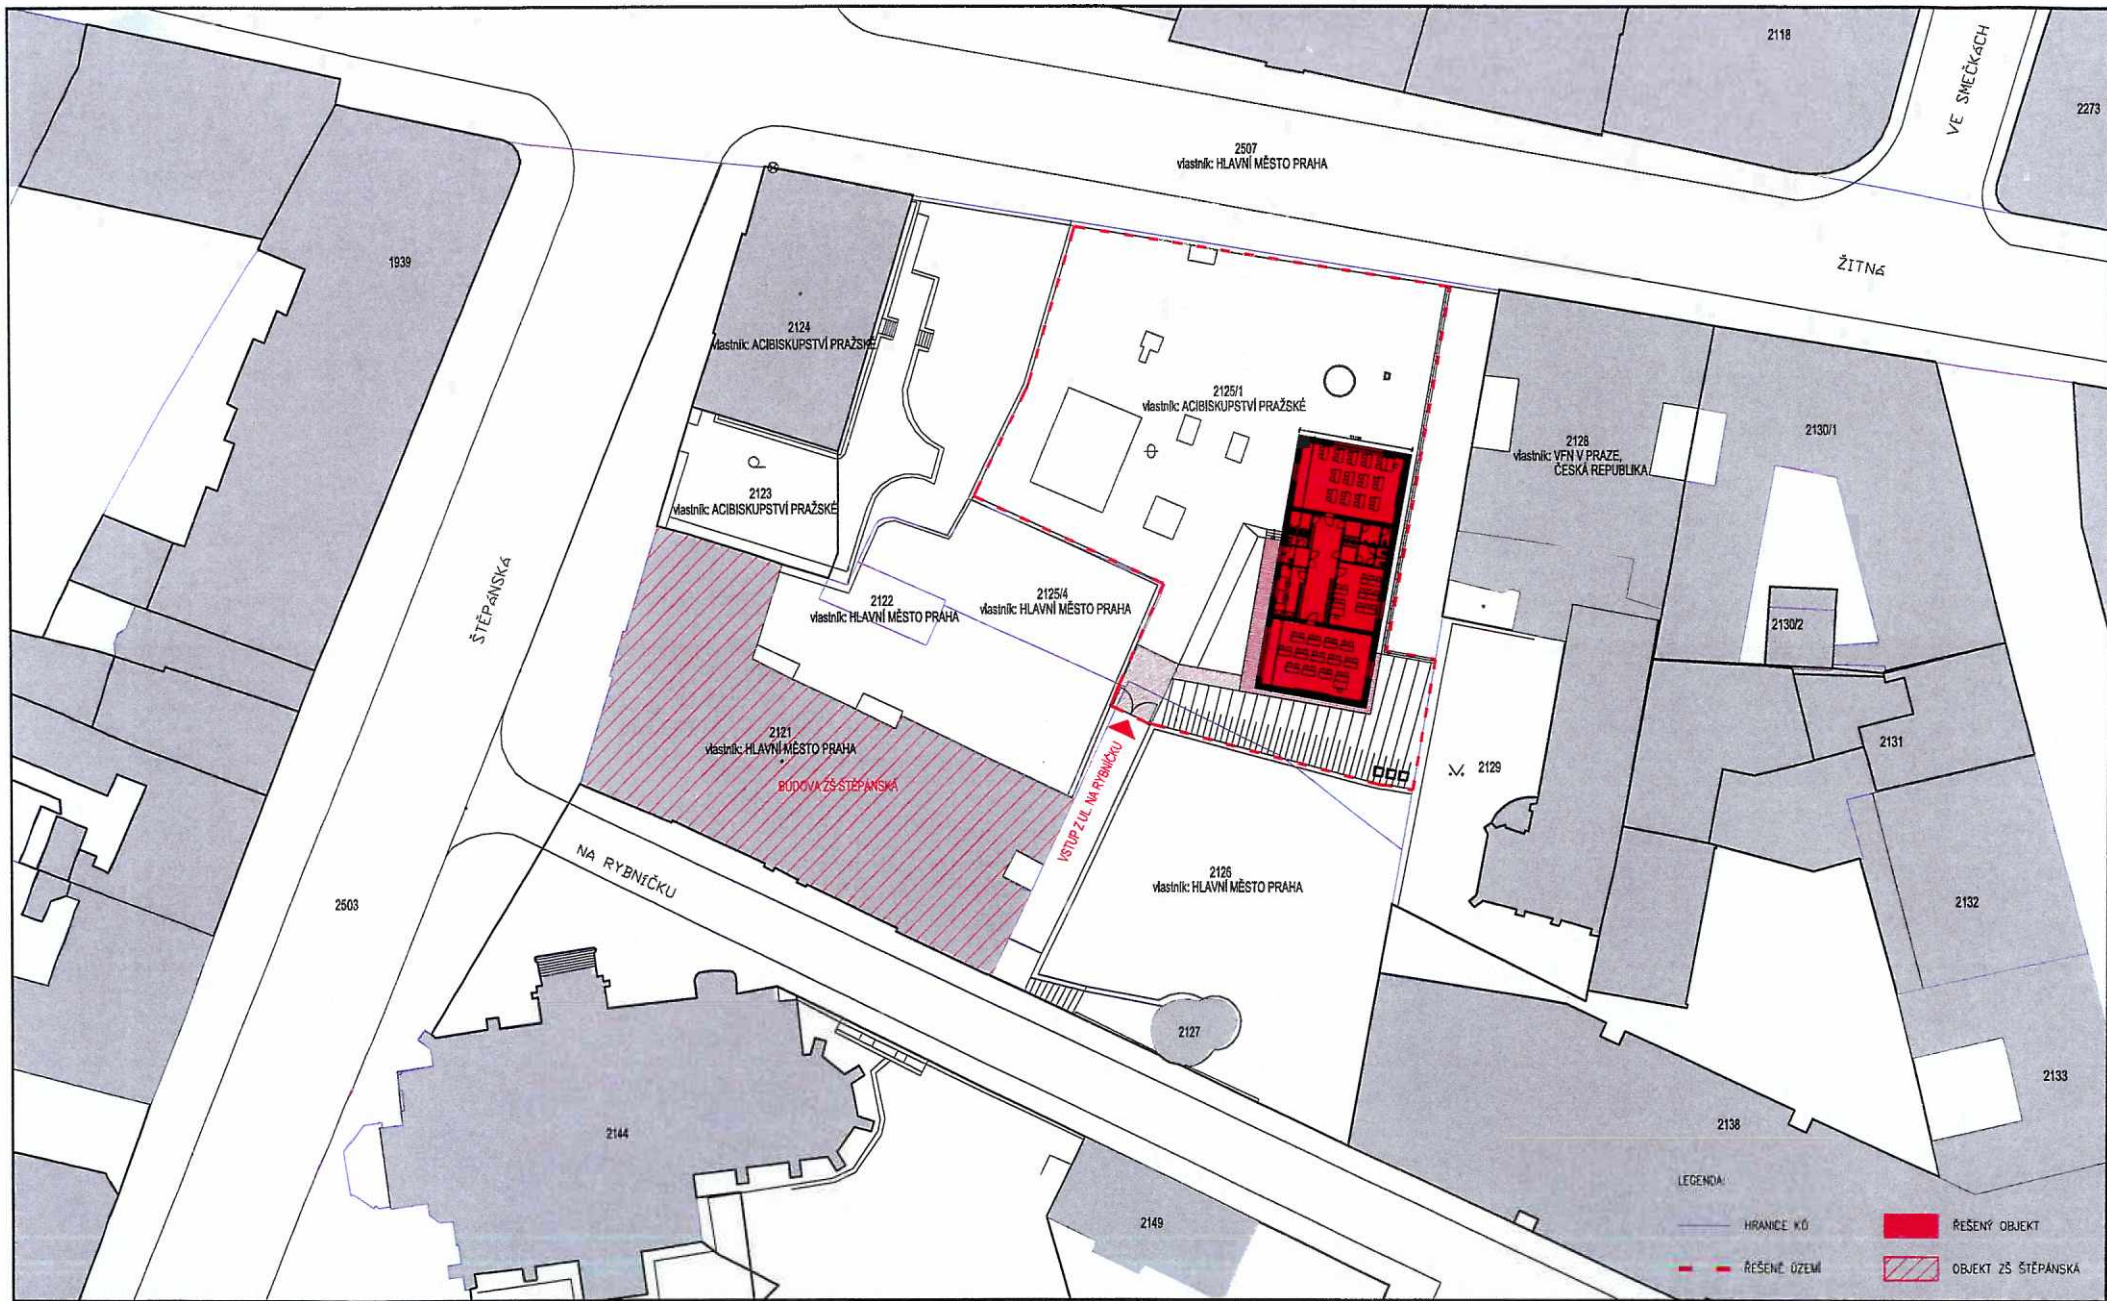 2118
VE SMEČKÁCH
2273
2507
vlastník: HLAVNÍ MĚSTO PRAHA
ŽITNÁ
1939
2124
vlastník: ACIBISKUPSTVÍ PRAŽSKÉ
2125/1
vlastník: ACIBISKUPSTVÍ PRAŽSKÉ
2128
vlastník: VFN V PRAZE,
ČESKÁ REPUBLIKA
2130/1
2123
vlastník: ACIBISKUPSTVÍ PRAŽSKÉ
ŠTĚPÁNSKÁ
2122
vlastník: HLAVNÍ MĚSTO PRAHA
2125/4
vlastník: HLAVNÍ MĚSTO PRAHA
2130/2
2121
vlastník: HLAVNÍ MĚSTO PRAHA
BUDOVA ZŠ ŠTĚPÁNSKÁ
VSTUP Z UL. NA RYBNÍČKU
2129
2131
NA RYBNÍČKU
2126
vlastník: HLAVNÍ MĚSTO PRAHA
2503
2132
2127
2133
2144
2138
2149
LEGENDA:
HRANICE KÚ
ŘEŠENÝ OBJEKT
ŘEŠENÉ ÚZEMÍ
OBJEKT ZŠ ŠTĚPÁNSKÁ